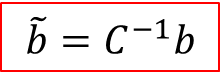 b̃ = C⁻¹b